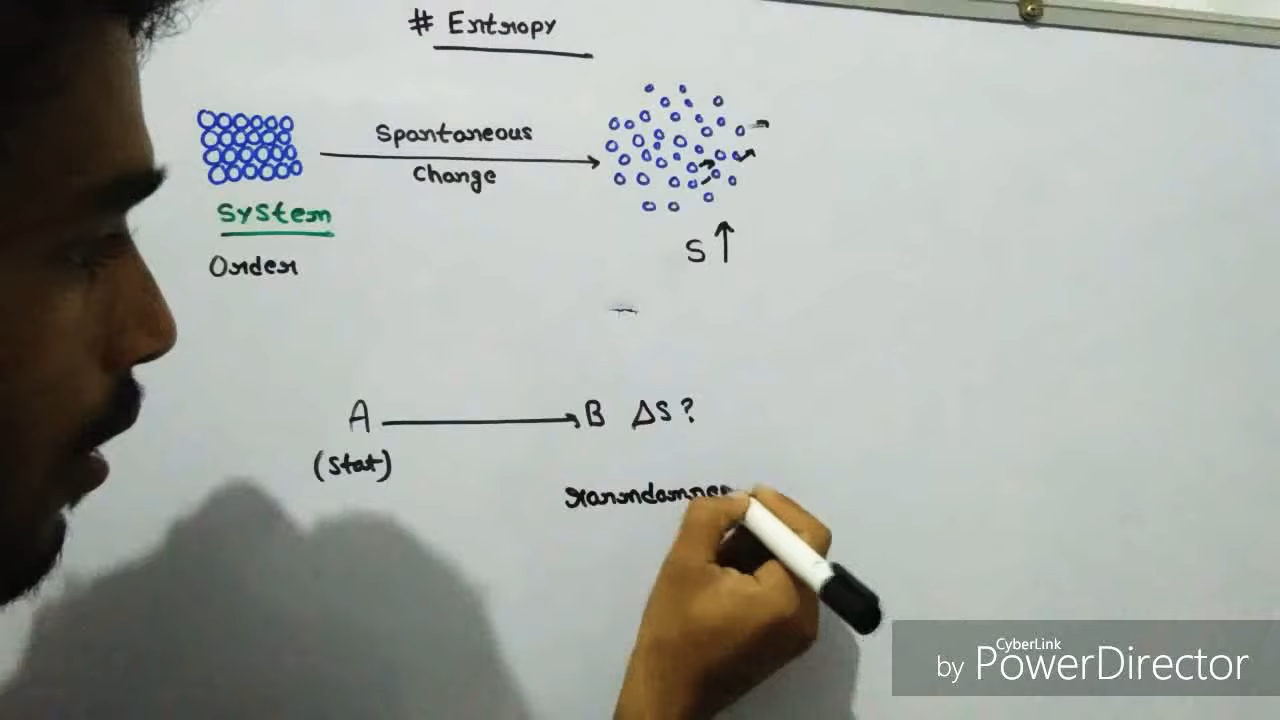 # Entropy
Spontaneous
Change
System
Order
S ↑
A → B ΔS ?
(Stat)
CyberLink
by PowerDirector